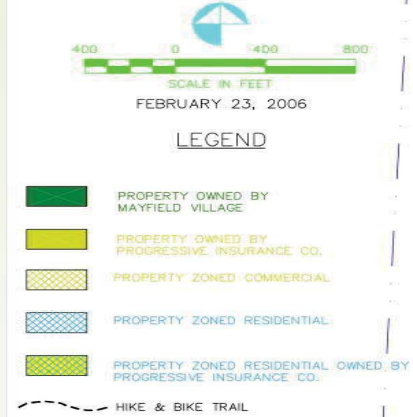 400 0 400 800
SCALE IN FEET
FEBRUARY 23, 2006
LEGEND
PROPERTY OWNED BY
MAYFIELD VILLAGE
PROPERTY OWNED BY
PROGRESSIVE INSURANCE CO.
PROPERTY ZONED COMMERCIAL
PROPERTY ZONED RESIDENTIAL
PROPERTY ZONED RESIDENTIAL OWNED BY
PROGRESSIVE INSURANCE CO.
HIKE & BIKE TRAIL